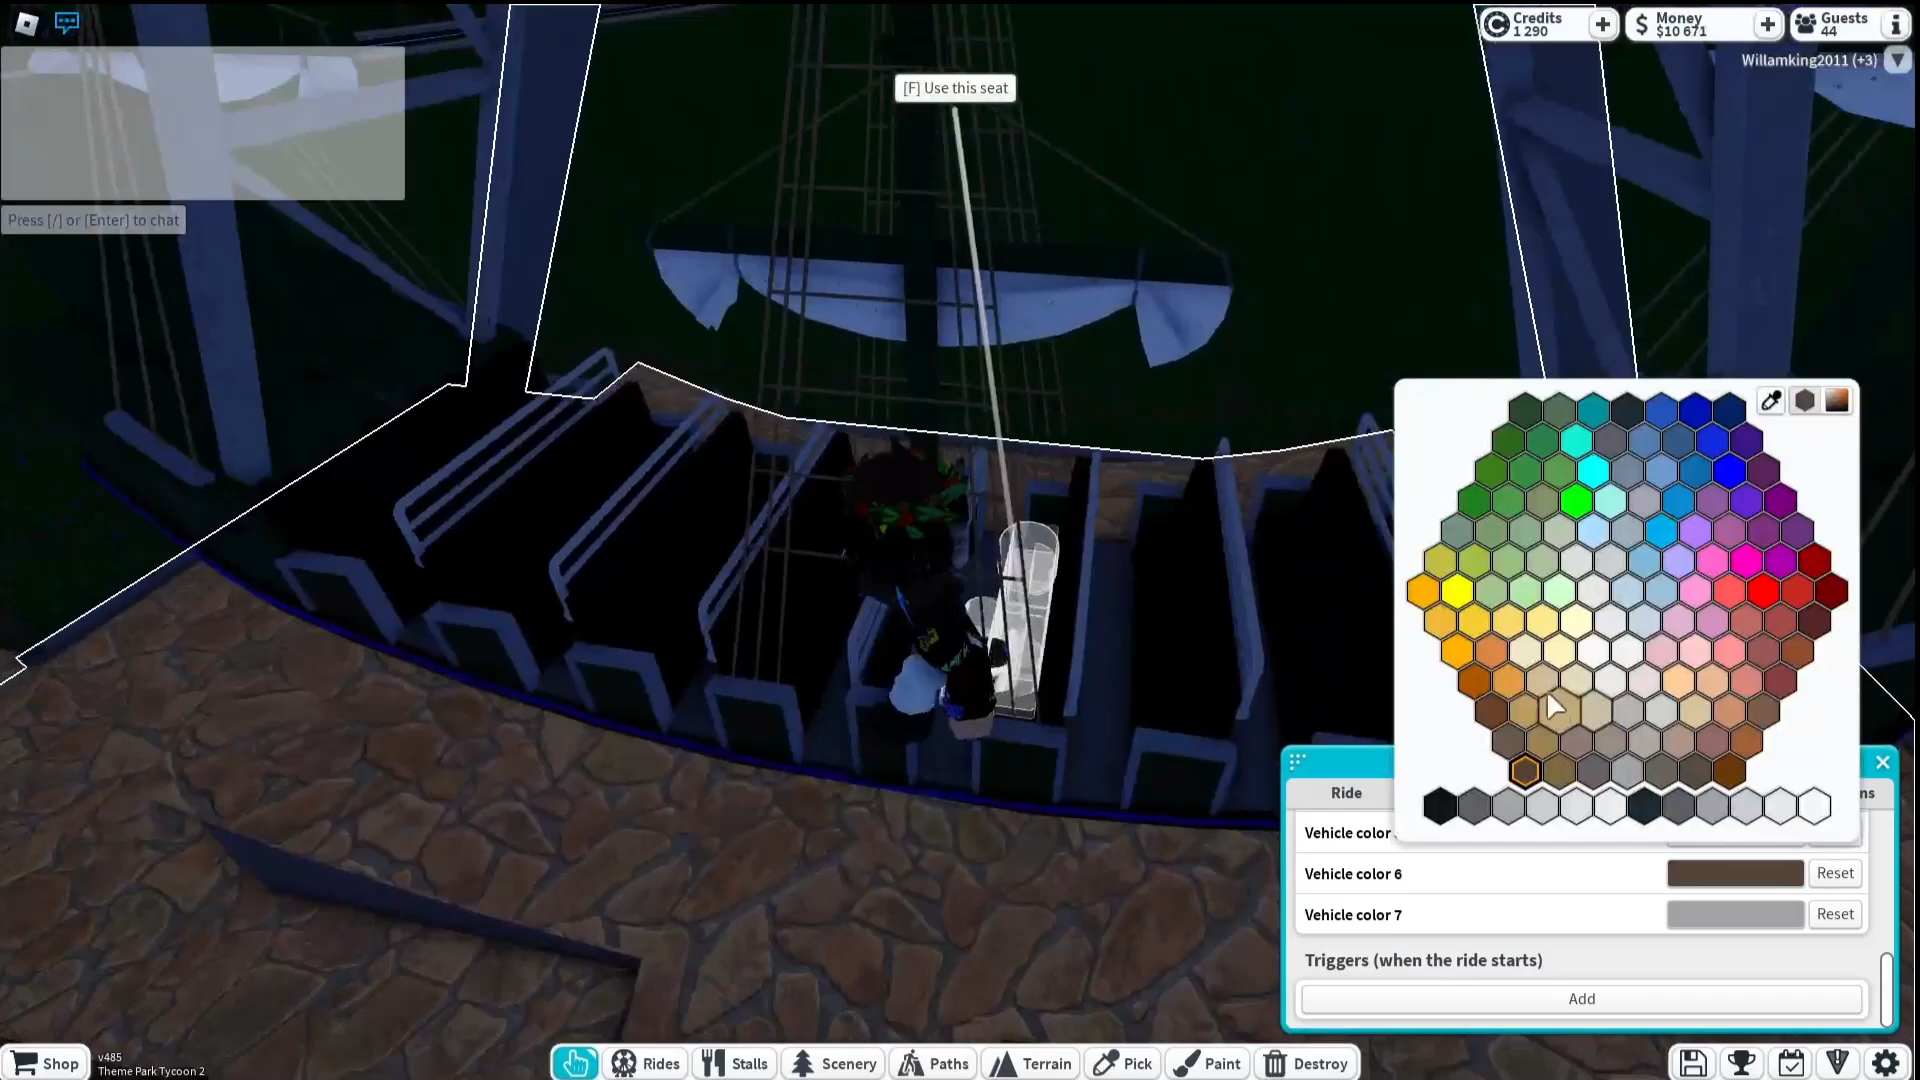 Credits
1 290
Money
$10 671
Guests
44
Willamking2011 (+3)
[F] Use this seat
Press [/] or [Enter] to chat
Ride
ns
Vehicle color
Vehicle color 6
Reset
Vehicle color 7
Reset
Triggers (when the ride starts)
Add
Shop
v485
Theme Park Tycoon 2
Rides
Stalls
Scenery
Paths
Terrain
Pick
Paint
Destroy